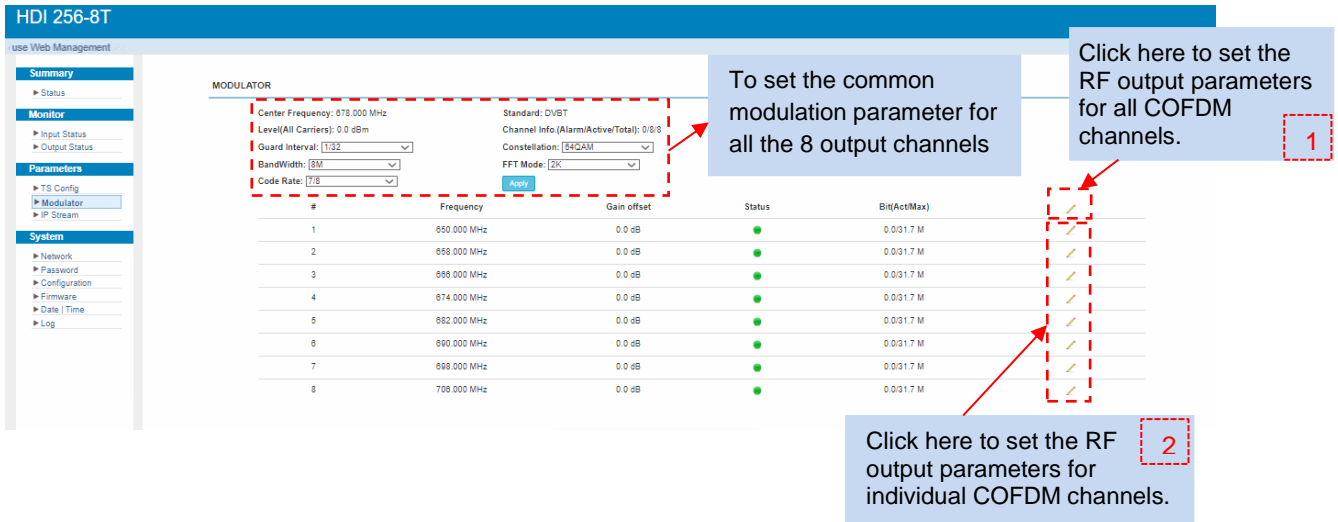 HDI 256-8T
use Web Management
Summary
Status
Monitor
Input Status
Output Status
Parameters
TS Config
Modulator
IP Stream
System
Network
Password
Configuration
Firmware
Date | Time
Log
MODULATOR
Center Frequency: 678.000 MHz Standard: DVBT
Level(All Carriers): 0.0 dBm Channel Info.(Alarm/Active/Total): 0/8/8
Guard Interval: 1/32 Constellation: 64QAM
BandWidth: 8M FFT Mode: 2K
Code Rate: 7/8 Apply
# Frequency Gain offset Status Bit(Act/Max)
1 650.000 MHz 0.0 dB 0.0/31.7 M
2 658.000 MHz 0.0 dB 0.0/31.7 M
3 666.000 MHz 0.0 dB 0.0/31.7 M
4 674.000 MHz 0.0 dB 0.0/31.7 M
5 682.000 MHz 0.0 dB 0.0/31.7 M
6 690.000 MHz 0.0 dB 0.0/31.7 M
7 698.000 MHz 0.0 dB 0.0/31.7 M
8 706.000 MHz 0.0 dB 0.0/31.7 M
To set the common
modulation parameter for
all the 8 output channels
Click here to set the
RF output parameters
for all COFDM
channels.
1
Click here to set the RF
output parameters for
individual COFDM channels.
2